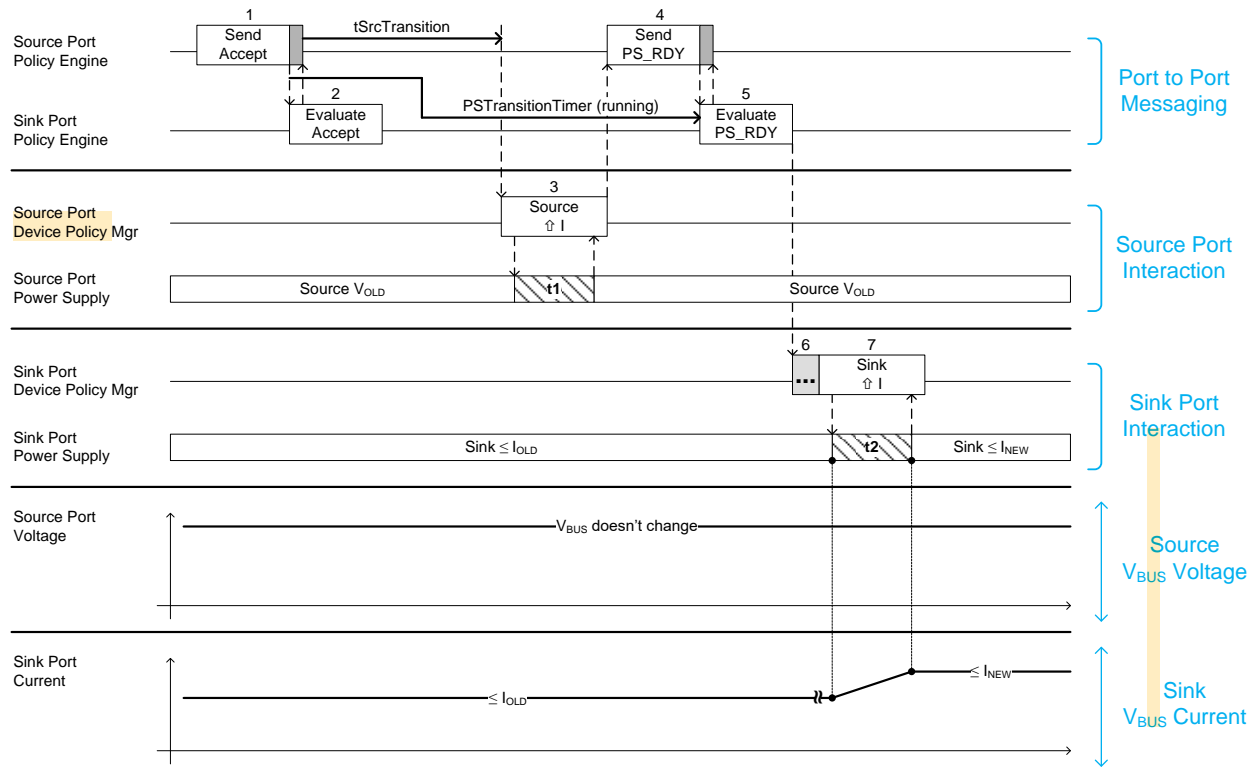 1
4
Source Port
Policy Engine
Send
Accept
tSrcTransition
Send
PS_RDY
Port to Port
Messaging
2
PSTransitionTimer (running)
5
Sink Port
Policy Engine
Evaluate
Accept
Evaluate
PS_RDY
3
Source Port
Device Policy Mgr
Source
⇧ I
Source Port
Interaction
Source Port
Power Supply
Source VOLD
t1
Source VOLD
6
7
Sink Port
Device Policy Mgr
...
Sink
⇧ I
Sink Port
Interaction
Sink Port
Power Supply
Sink ≤ IOLD
t2
Sink ≤ INEW
Source Port
Voltage
VBUS doesn't change
Source
VBUS Voltage
Sink Port
Current
≤ IOLD
≤ INEW
Sink
VBUS Current